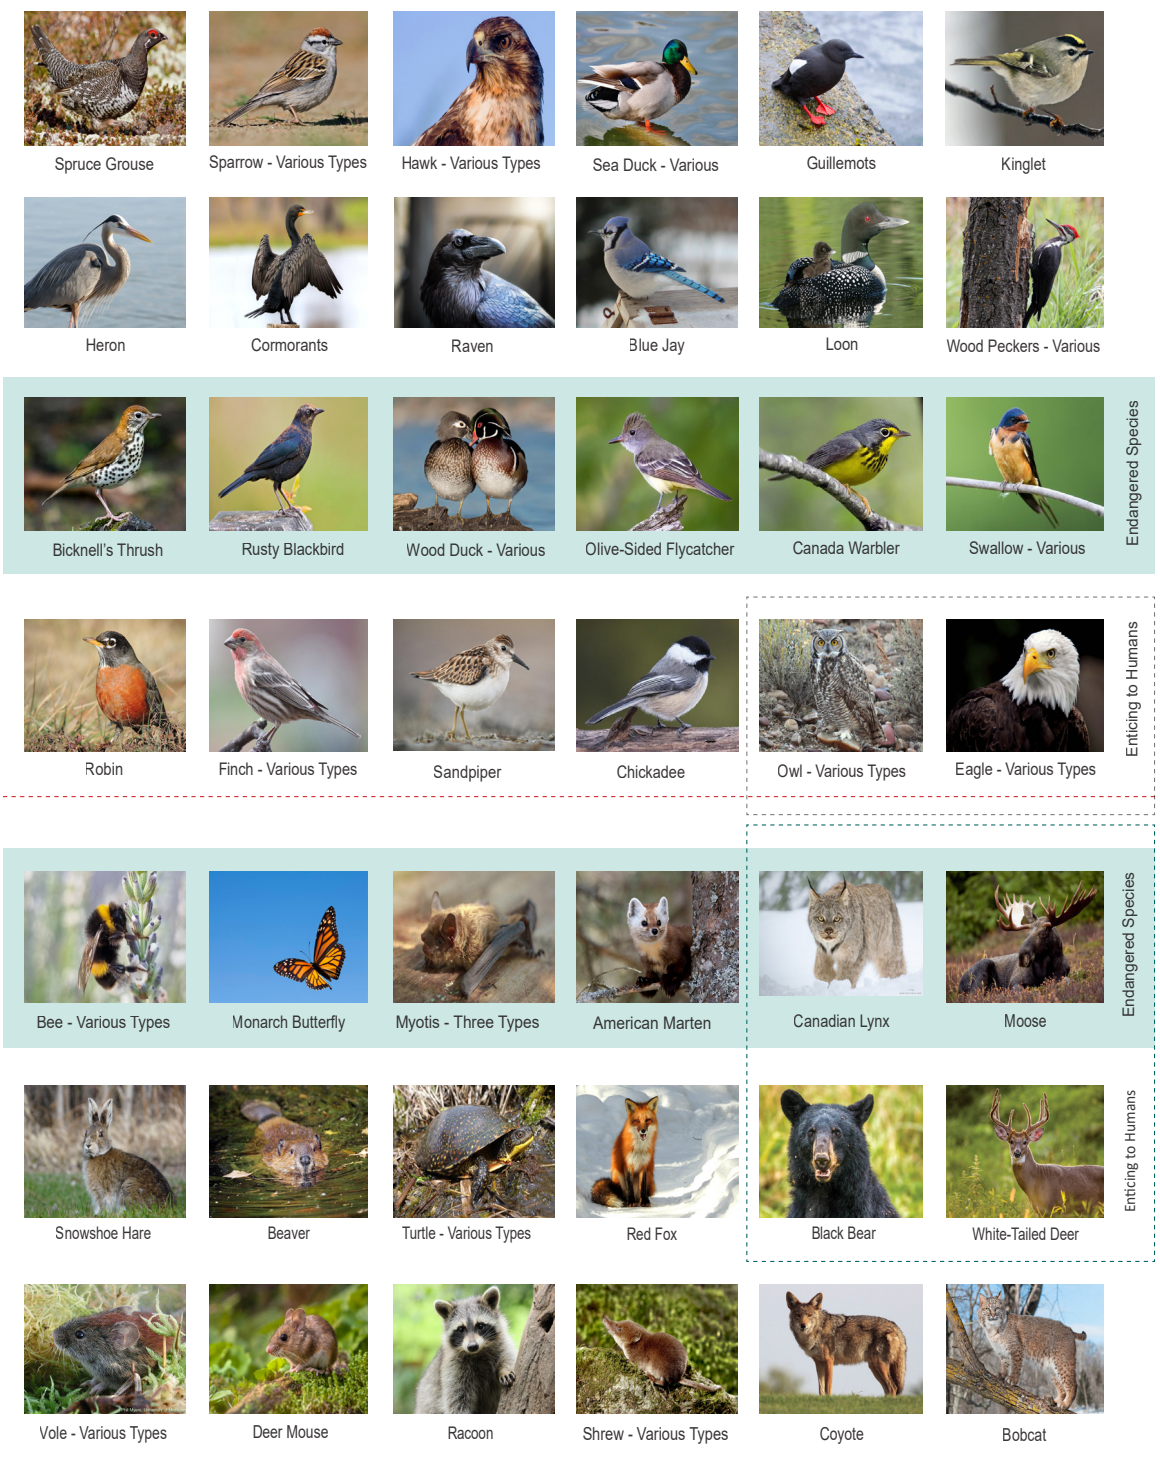 Spruce Grouse
Sparrow - Various Types
Hawk - Various Types
Sea Duck - Various
Guillemots
Kinglet
Heron
Cormorants
Raven
Blue Jay
Loon
Wood Peckers - Various
Endangered Species
Bicknell's Thrush
Rusty Blackbird
Wood Duck - Various
Olive-Sided Flycatcher
Canada Warbler
Swallow - Various
Enticing to Humans
Robin
Finch - Various Types
Sandpiper
Chickadee
Owl - Various Types
Eagle - Various Types
Endangered Species
Bee - Various Types
Monarch Butterfly
Myotis - Three Types
American Marten
Canadian Lynx
Moose
Enticing to Humans
Snowshoe Hare
Beaver
Turtle - Various Types
Red Fox
Black Bear
White-Tailed Deer
Vole - Various Types
Deer Mouse
Racoon
Shrew - Various Types
Coyote
Bobcat